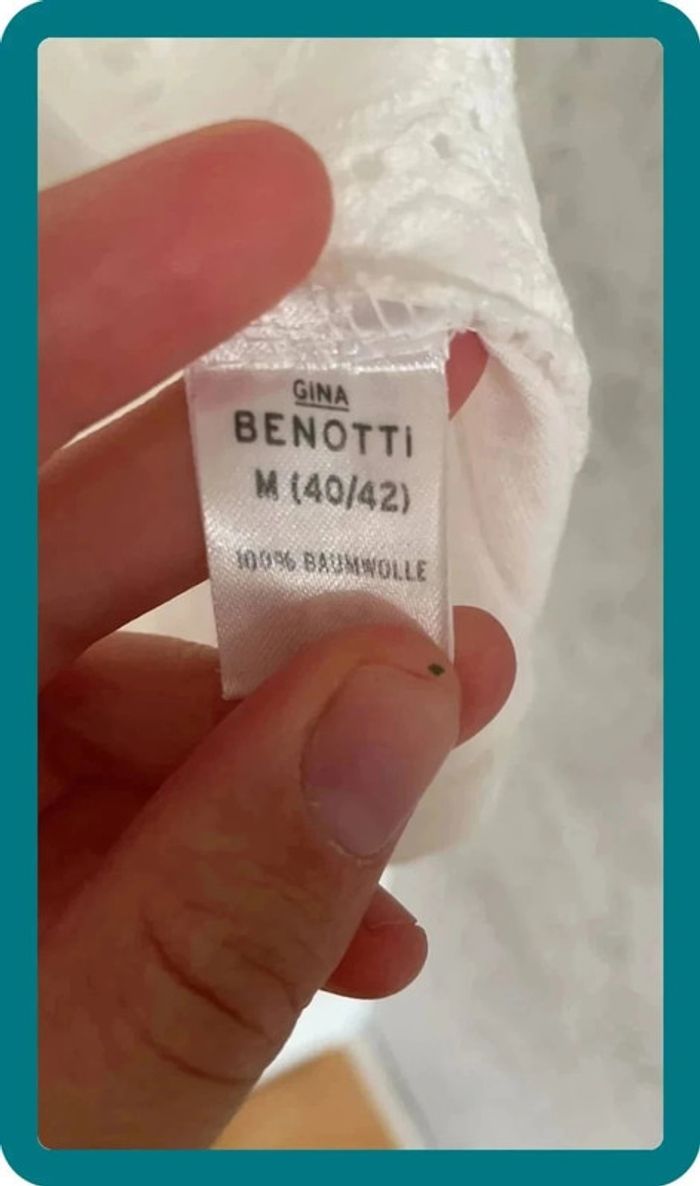 GINA
BENOTTI
M (40/42)
100% BAUMWOLLE